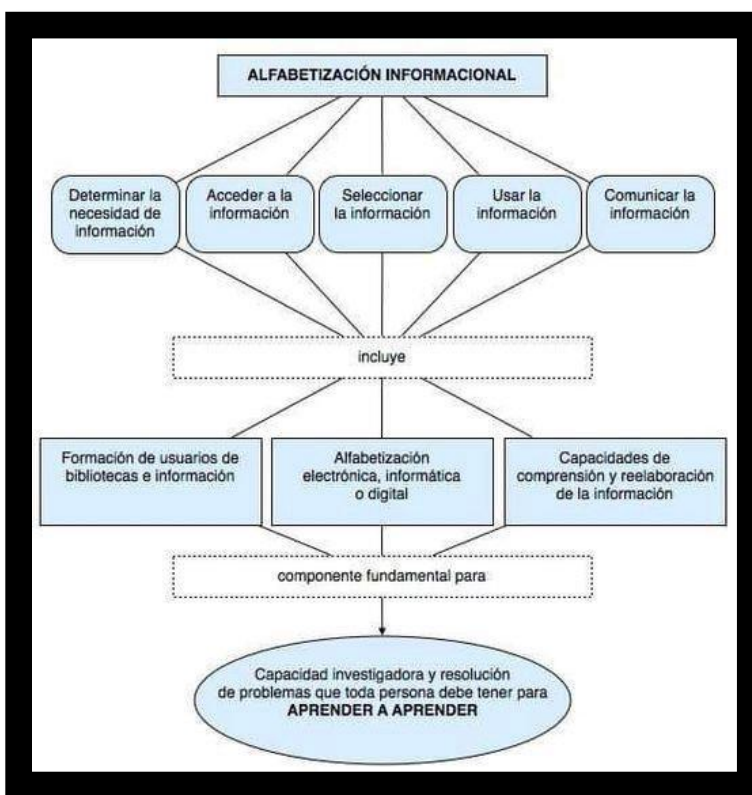 ALFABETIZACIÓN INFORMACIONAL
Determinar la
necesidad de
información
Acceder a la
información
Seleccionar
la información
Usar la
información
Comunicar la
información
incluye
Formación de usuarios de
bibliotecas e información
Alfabetización
electrónica, informática
o digital
Capacidades de
comprensión y reelaboración
de la información
componente fundamental para
Capacidad investigadora y resolución
de problemas que toda persona debe tener para
APRENDER A APRENDER